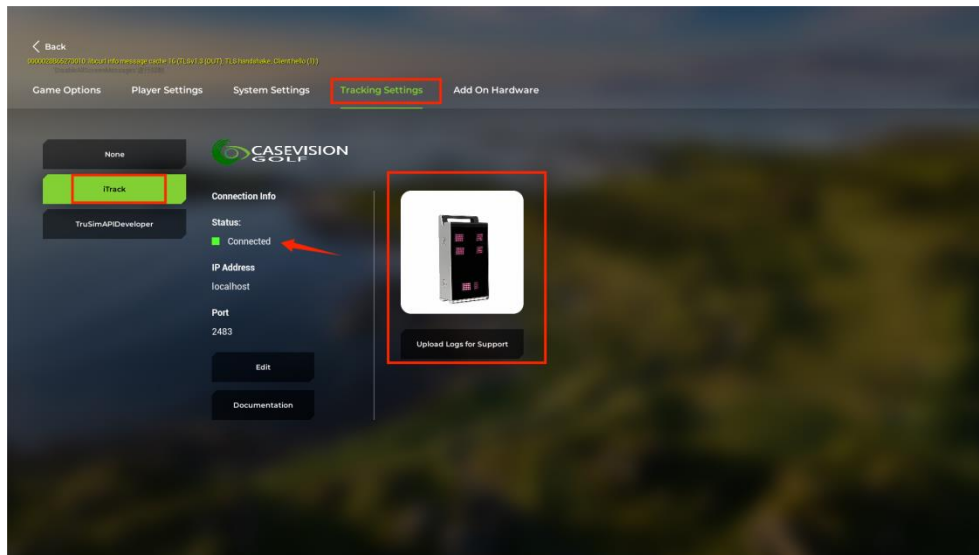 Back
Game Options Player Settings System Settings Tracking Settings Add On Hardware
None
iTrack
TruSimAPIDeveloper
CASEVISION
GOLF
Connection Info
Status:
Connected
IP Address
localhost
Port
2483
Edit
Documentation
Upload Logs for Support